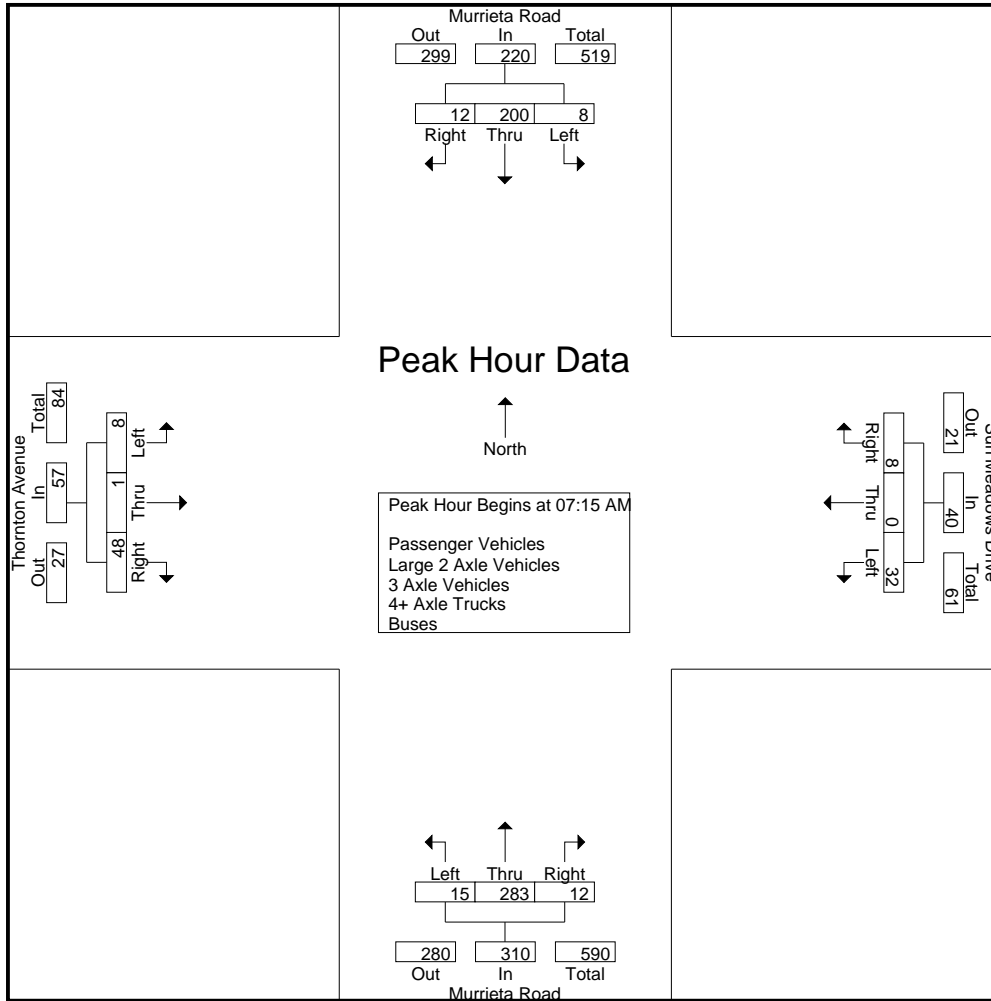 Murrieta Road
Out In Total
299 220 519
12 200 8
Right Thru Left
Peak Hour Data
North
Peak Hour Begins at 07:15 AM
Passenger Vehicles
Large 2 Axle Vehicles
3 Axle Vehicles
4+ Axle Trucks
Buses
Thornton Avenue
Out In Total
27 57 84
Left Thru Right
8 1 48
Meadows Drive
Out In Total
21 40 61
Right Thru Left
8 0 32
Left Thru Right
15 283 12
280 310 590
Out In Total
Murrieta Road